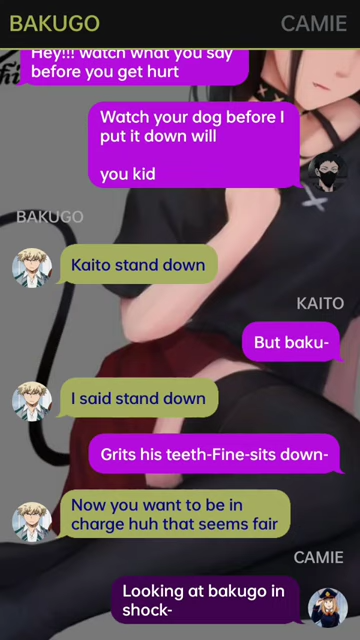 BAKUGO
CAMIE
Hey!!! watch what you say
before you get hurt
Watch your dog before I
put it down will
you kid
BAKUGO
Kaito stand down
KAITO
But baku-
I said stand down
Grits his teeth-Fine-sits down-
Now you want to be in
charge huh that seems fair
CAMIE
Looking at bakugo in
shock-